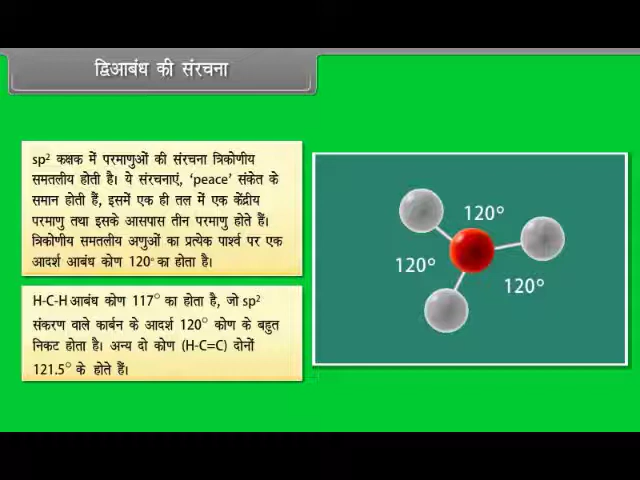 द्विआबंध की संरचना
sp² कक्षक में परमाणुओं की संरचना त्रिकोणीय
समतलीय होती है। ये संरचनाएं, ‘peace’ संकेत के
समान होती हैं, इसमें एक ही तल में एक केंद्रीय
परमाणु तथा इसके आसपास तीन परमाणु होते हैं।
त्रिकोणीय समतलीय अणुओं का प्रत्येक पार्श्व पर एक
आदर्श आबंध कोण 120° का होता है।
H-C-H आबंध कोण 117° का होता है, जो sp²
संकरण वाले कार्बन के आदर्श 120° कोण के बहुत
निकट होता है। अन्य दो कोण (H-C=C) दोनों
121.5° के होते हैं।
120°
120°
120°